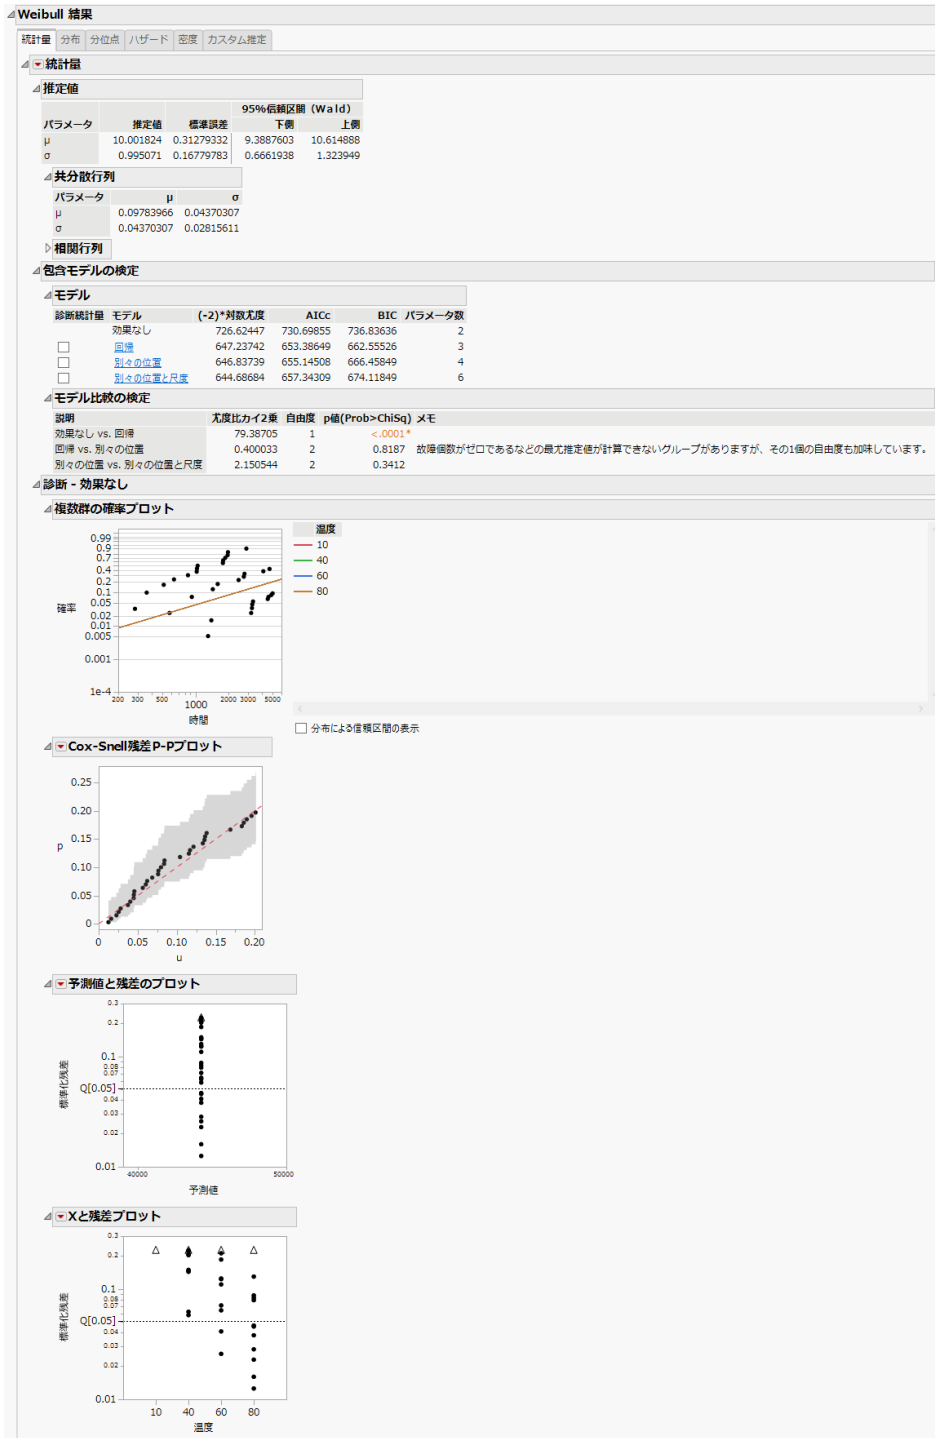 Weibull 結果
統計量 分布 分位点 ハザード 密度 カスタム推定
統計量
推定値
95%信頼区間 (Wald)
パラメータ 推定値 標準誤差 下側 上側
μ 10.001824 0.31279332 9.3887603 10.614888
σ 0.995071 0.16779783 0.6661938 1.323949
共分散行列
パラメータ μ σ
μ 0.09783966 0.04370307
σ 0.04370307 0.02815611
相関行列
包含モデルの検定
モデル
診断統計量 モデル (-2)*対数尤度 AICc BIC パラメータ数
効果なし 726.62447 730.69855 736.83636 2
回帰 647.23742 653.38649 662.55526 3
別々の位置 646.83739 655.14508 666.45849 4
別々の位置と尺度 644.68684 657.34309 674.11849 6
モデル比較の検定
説明 尤度比カイ2乗 自由度 p値(Prob>ChiSq) メモ
効果なし vs. 回帰 79.38705 1 <.0001*
回帰 vs. 別々の位置 0.400033 2 0.8187 故障個数がゼロであるなどの最尤推定値が計算できないグループがありますが、その1個の自由度も加味しています。
別々の位置 vs. 別々の位置と尺度 2.150544 2 0.3412
診断 - 効果なし
複数群の確率プロット
温度
10
40
60
80
0.99
0.9
0.7
0.4
0.2
0.1
0.05
0.02
0.01
0.005
0.001
1e-4
確率
200 300 500 1000 2000 3000 5000
時間
分布による信頼区間の表示
Cox-Snell残差P-Pプロット
0.25
0.20
0.15
0.10
0.05
0
p
0 0.05 0.10 0.15 0.20
u
予測値と残差のプロット
0.3
0.2
0.1
0.08
0.07
Q[0.05]
0.04
0.03
0.02
0.01
標準化残差
40000 50000
予測値
Xと残差プロット
0.3
0.2
0.1
0.08
0.07
Q[0.05]
0.04
0.03
0.02
0.01
標準化残差
10 40 60 80
温度